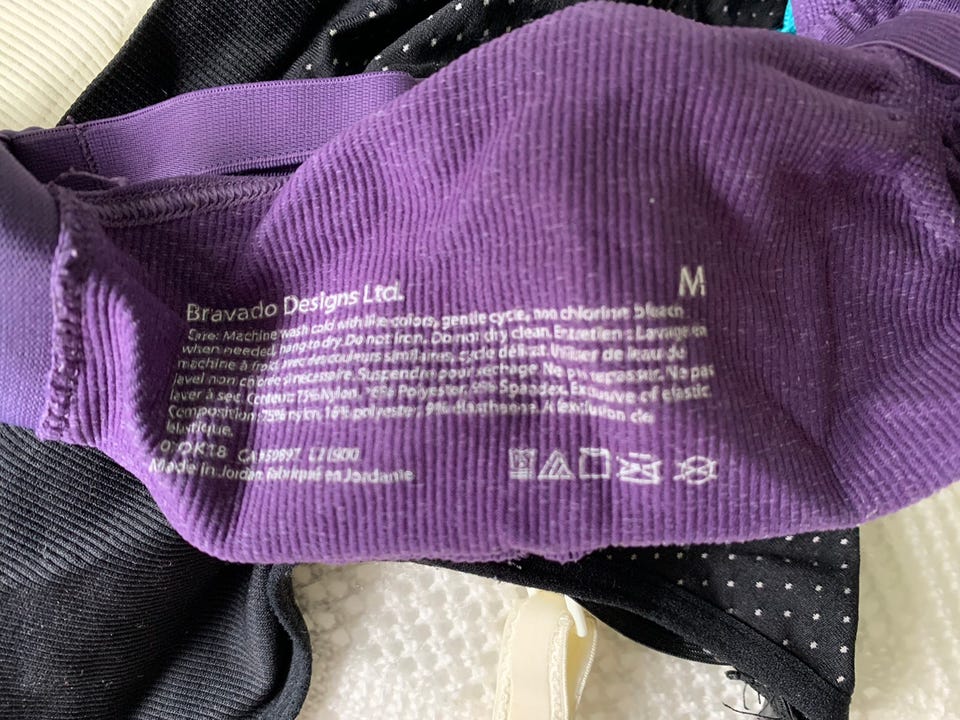 Bravado Designs Ltd.
M
Care: Machine wash cold with like colors, gentle cycle, non chlorine bleach
when needed, hang to dry. Do not iron. Do not dry clean. Entretien : Lavage en
machine à froid avec des couleurs similaires, cycle délicat. Utiliser de l'eau de
javel non chlorée si nécessaire. Suspendre pour séchage. Ne pas repasser. Ne pas
laver à sec. Content: 75% Nylon, 16% Polyester, 9% Spandex. Exclusive of elastic.
Composition: 75% nylon, 16% polyester, 9% élasthanne. À l'exclusion de
l'élastique.
Made in Jordan fabriqué en Jordanie